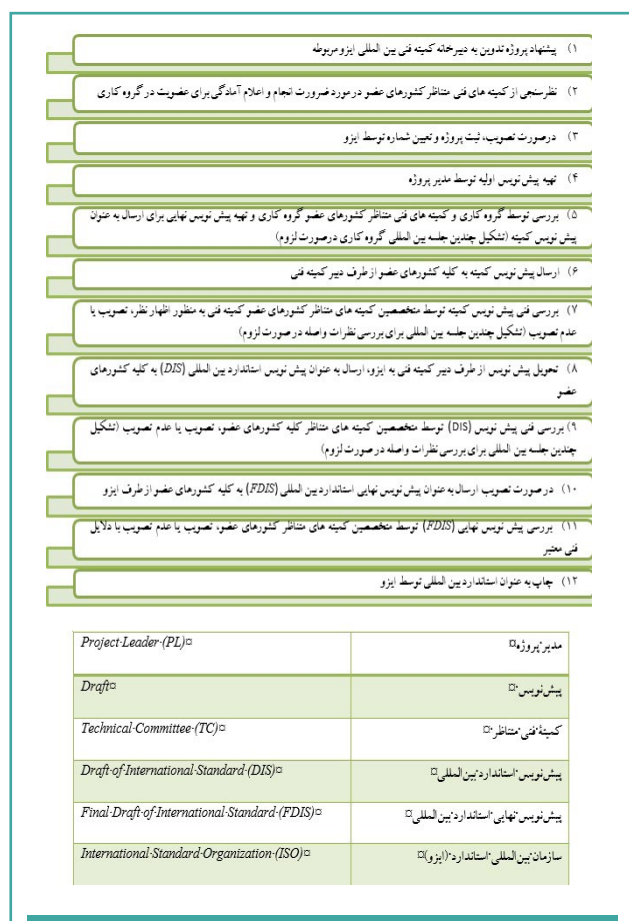 ۱) پیشنهاد پروژه تدوین به دبیرخانه کمیته فنی بین المللی ایزو مربوطه
۲) نظرسنجی از کمیته های فنی متناظر کشورهای عضو در مورد ضرورت انجام و اعلام آمادگی برای عضویت در گروه کاری
۳) درصورت تصویب، ثبت پروژه و تعیین شماره توسط ایزو
۴) تهیه پیش نویس اولیه توسط مدیر پروژه
۵) بررسی توسط گروه کاری و کمیته های فنی متناظر کشورهای عضو گروه کاری و تهیه پیش نویس نهایی برای ارسال به عنوان
پیش نویس کمیته (تشکیل چندین جلسه بین المللی گروه کاری درصورت لزوم)
۶) ارسال پیش نویس کمیته به کلیه کشورهای عضو از طرف دبیر کمیته فنی
۷) بررسی فنی پیش نویس کمیته توسط متخصصین کمیته های متناظر کشورهای عضو کمیته فنی به منظور اظهار نظر، تصویب یا
عدم تصویب (تشکیل چندین جلسه بین المللی برای بررسی نظرات واصله در صورت لزوم)
۸) تحویل پیش نویس از طرف دبیر کمیته فنی به ایزو، ارسال به عنوان پیش نویس استاندارد بین المللی (DIS) به کلیه کشورهای
عضو
۹) بررسی فنی پیش نویس (DIS) توسط متخصصین کمیته های متناظر کلیه کشورهای عضو، تصویب یا عدم تصویب (تشکیل
چندین جلسه بین المللی برای بررسی نظرات واصله در صورت لزوم)
۱۰) در صورت تصویب ارسال به عنوان پیش نویس نهایی استاندارد بین المللی (FDIS) به کلیه کشورهای عضو از طرف ایزو
۱۱) بررسی پیش نویس نهایی (FDIS) توسط متخصصین کمیته های متناظر کشورهای عضو، تصویب یا عدم تصویب با دلایل
فنی معتبر
۱۲) چاپ به عنوان استاندارد بین المللی توسط ایزو
مدیر پروژه¤ Project·Leader·(PL)¤
پیش‌نویس·¤ Draft¤
کمیتۀ·فنی·متناظر·¤ Technical·Committee·(TC)¤
پیش‌نویس·استاندارد·بین‌المللی¤ Draft·of·International·Standard·(DIS)¤
پیش‌نویس·نهایی·استاندارد·بین‌المللی¤ Final·Draft·of·International·Standard·(FDIS)¤
سازمان·بین‌المللی·استاندارد·(ایزو)¤ International·Standard·Organization·(ISO)¤